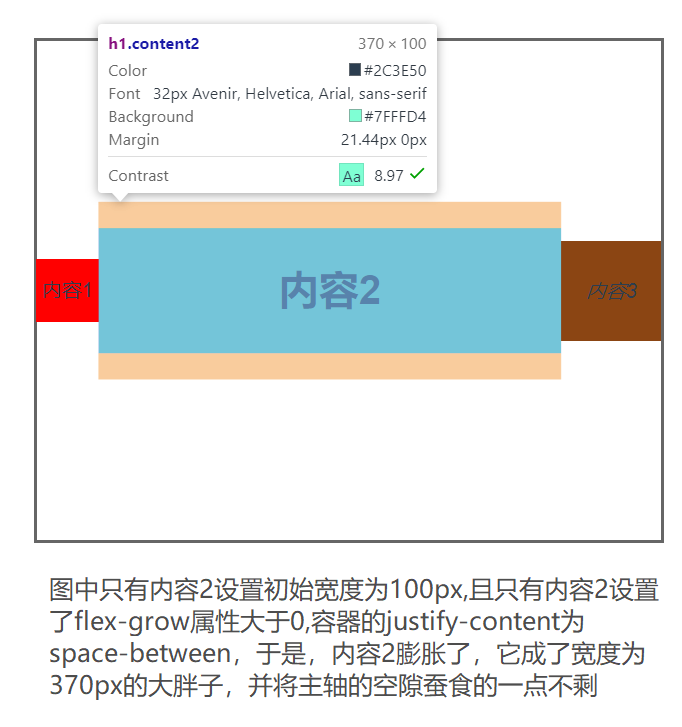 h1.content2 370 × 100
Color #2C3E50
Font 32px Avenir, Helvetica, Arial, sans-serif
Background #7FFFD4
Margin 21.44px 0px
Contrast Aa 8.97
内容1
内容2
内容3
图中只有内容2设置初始宽度为100px,且只有内容2设置
了flex-grow属性大于0,容器的justify-content为
space-between，于是，内容2膨胀了，它成了宽度为
370px的大胖子，并将主轴的空隙蚕食的一点不剩